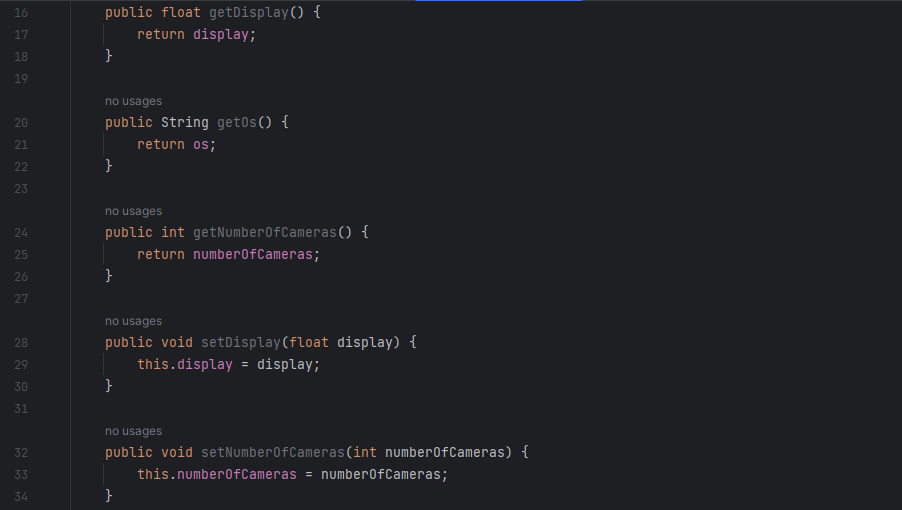 16 public float getDisplay() {
17 return display;
18 }
19
no usages
20 public String getOs() {
21 return os;
22 }
23
no usages
24 public int getNumberOfCameras() {
25 return numberOfCameras;
26 }
27
no usages
28 public void setDisplay(float display) {
29 this.display = display;
30 }
31
no usages
32 public void setNumberOfCameras(int numberOfCameras) {
33 this.numberOfCameras = numberOfCameras;
34 }